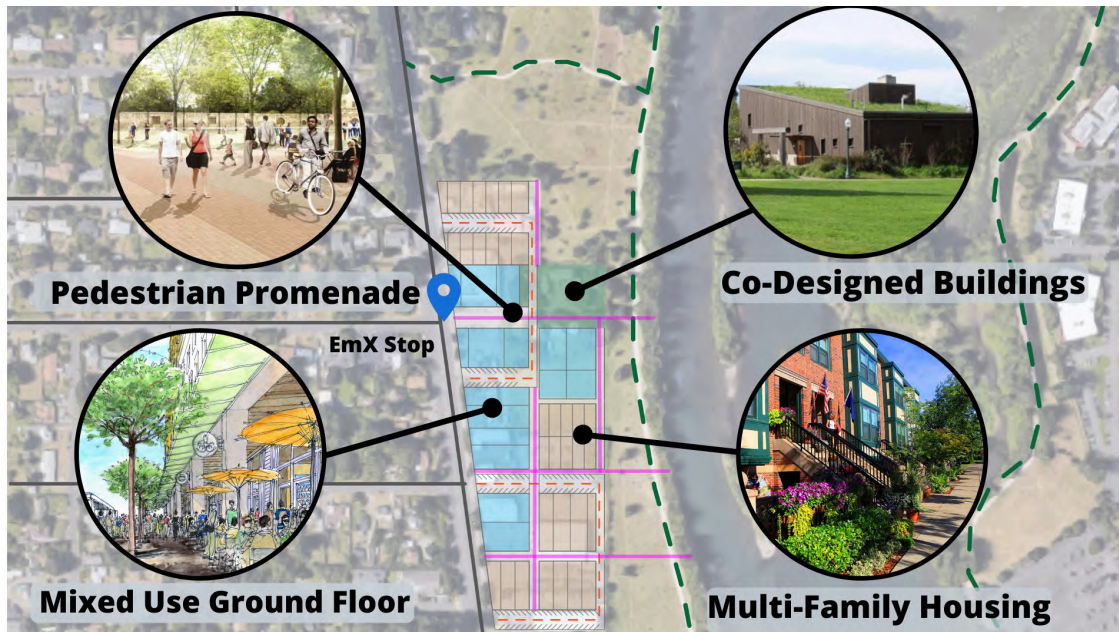 Pedestrian Promenade
Co-Designed Buildings
EmX Stop
Mixed Use Ground Floor
Multi-Family Housing